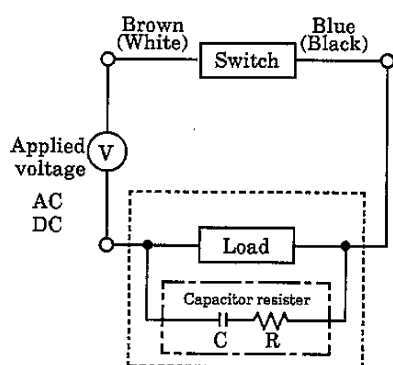 Brown
(White)
Blue
(Black)
Switch
Applied
voltage
V
AC
DC
Load
Capacitor resister
C
R